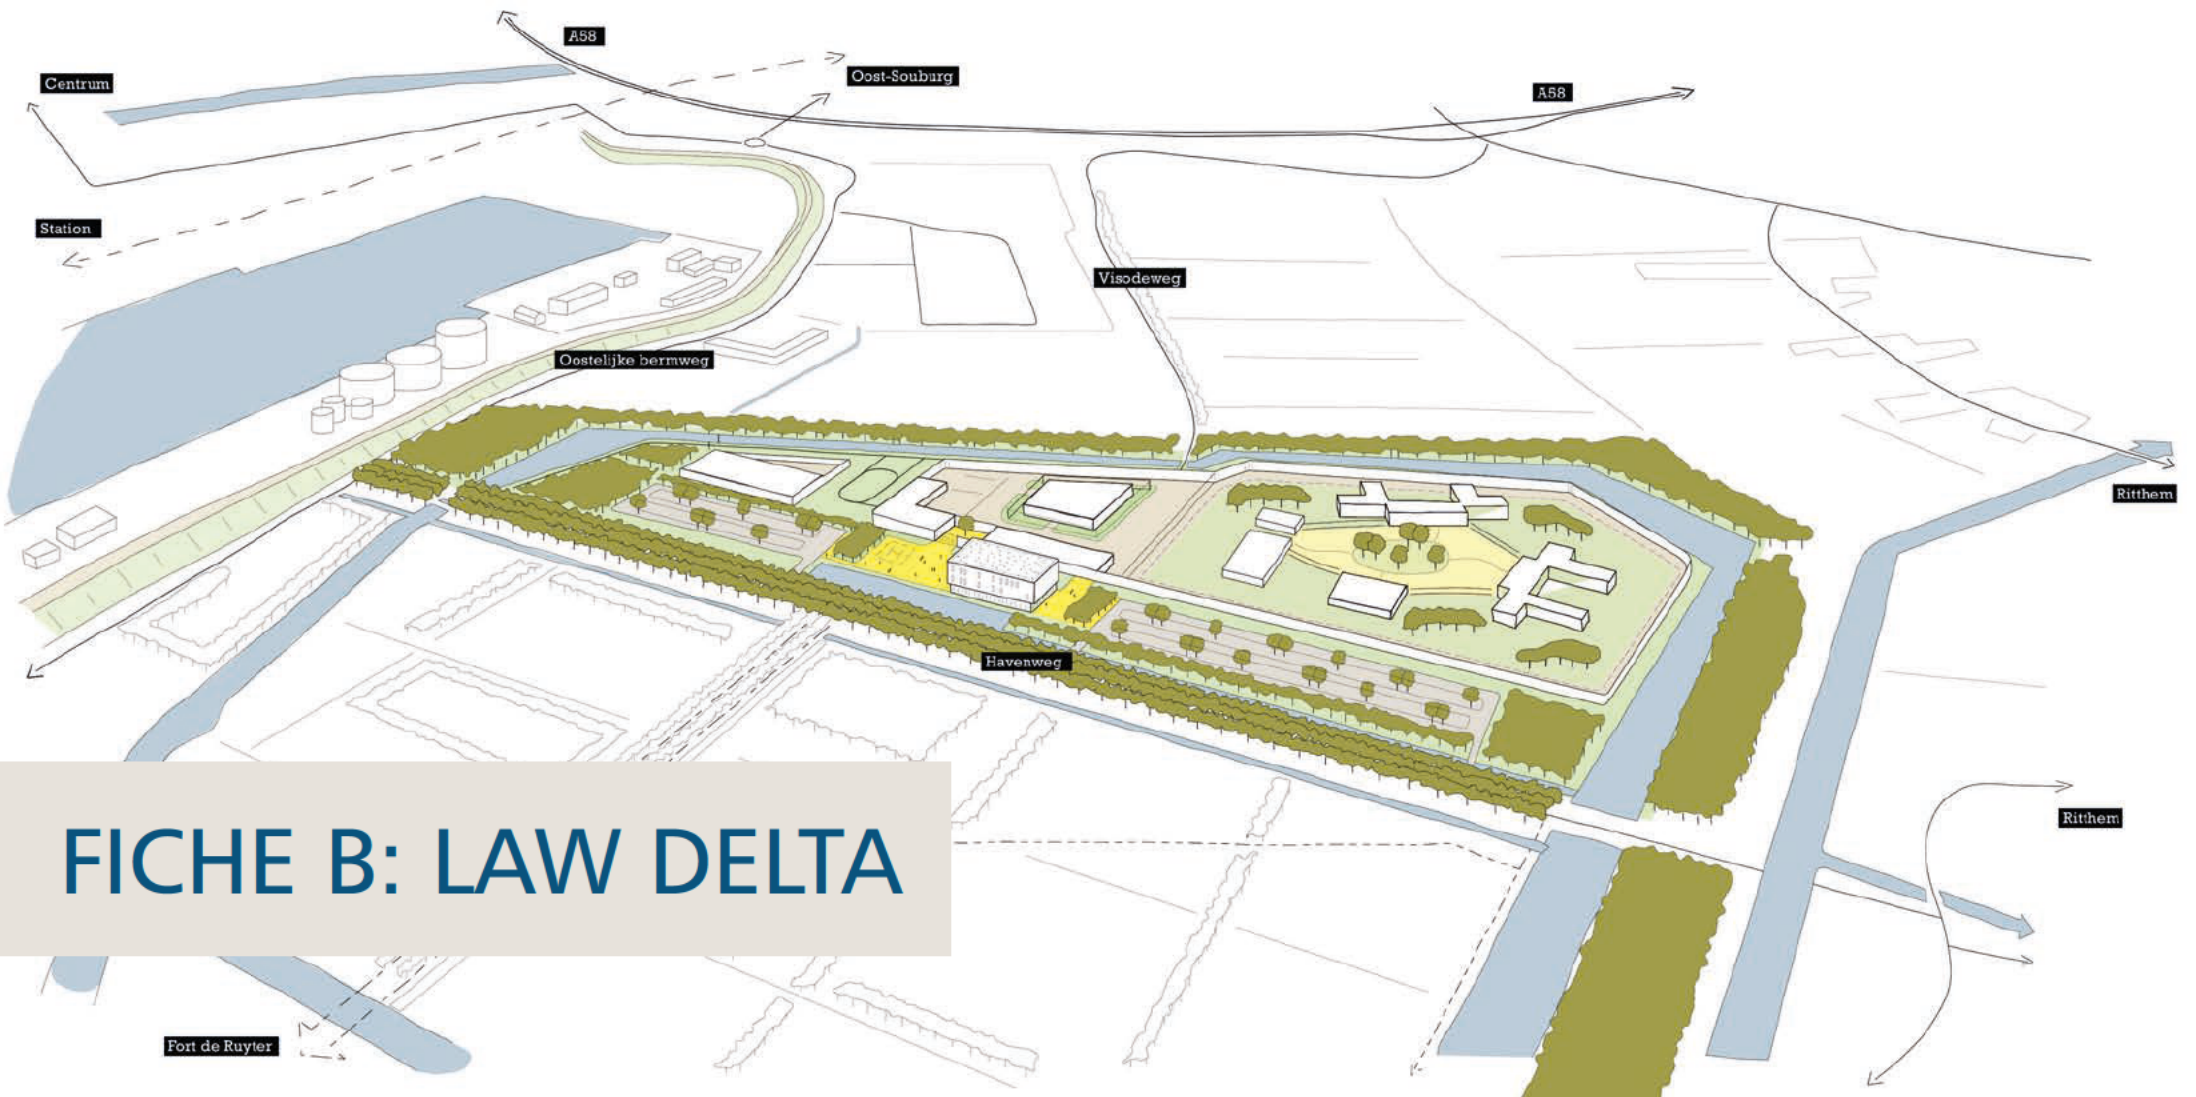 A58
Centrum
Oost-Souburg
A58
Station
Visodeweg
Oostelijke bermweg
Ritthem
Havenweg
Ritthem
FICHE B: LAW DELTA
Fort de Ruyter